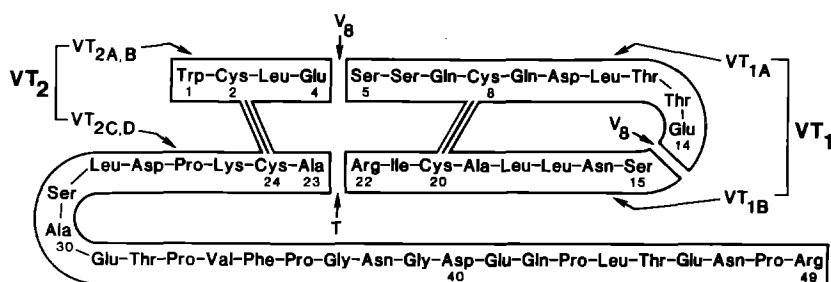 V8
VT2A,B
VT2
VT2C,D
Trp-Cys-Leu-Glu
1 2 4
Ser-Ser-Gln-Cys-Gln-Asp-Leu-Thr
5 8
Thr
Glu
14
VT1A
VT1
VT1B
V8
Leu-Asp-Pro-Lys-Cys-Ala
24 23
Arg-Ile-Cys-Ala-Leu-Leu-Asn-Ser
22 20 15
T
Ser
Ala
30
Glu-Thr-Pro-Val-Phe-Pro-Gly-Asn-Gly-Asp-Glu-Gln-Pro-Leu-Thr-Glu-Asn-Pro-Arg
40 49